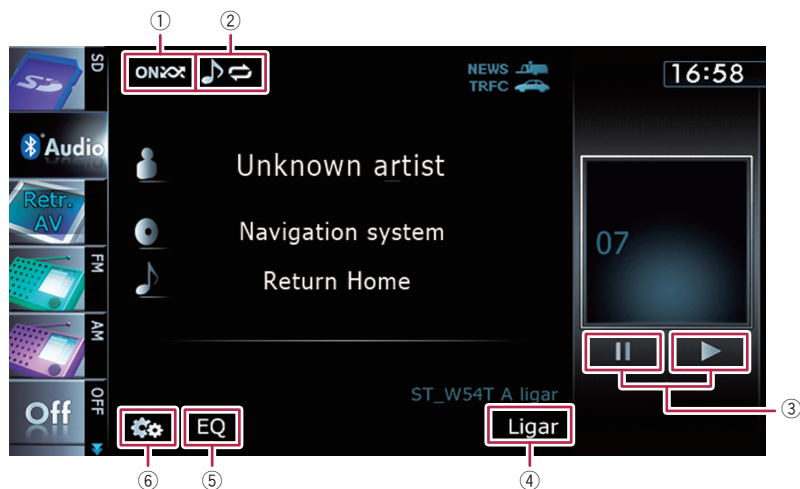 ① ②
SD
ON
NEWS
TRFC
16:58
Audio
Unknown artist
Retr.
AV
Navigation system
07
FM
Return Home
AM
③
ST_W54T A ligar
OFF
Off
EQ
Ligar
⑥ ⑤ ④